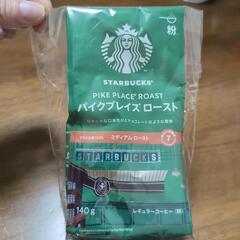 粉
STARBUCKS®
PIKE PLACE® ROAST
パイクプレイス ロースト
ミディアム ロースト
7
STARBUCKS
140g
レギュラーコーヒー（粉）